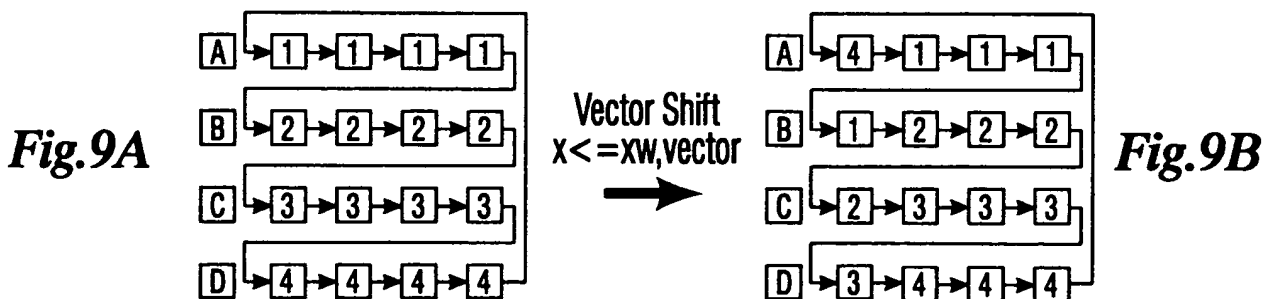 Fig.9A
A 1 1 1 1
B 2 2 2 2
C 3 3 3 3
D 4 4 4 4
Vector Shift
x<=xw,vector
A 4 1 1 1
B 1 2 2 2
C 2 3 3 3
D 3 4 4 4
Fig.9B